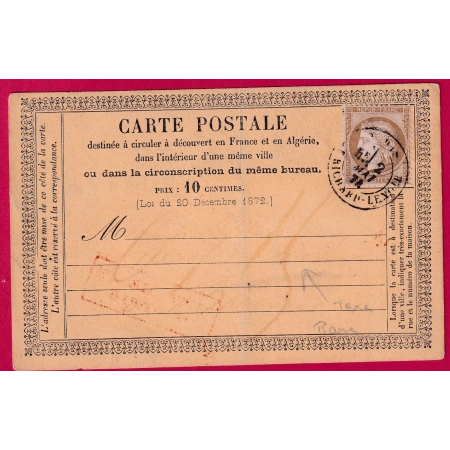 CARTE POSTALE
destinée à circuler à découvert en France et en Algérie,
dans l'intérieur d'une même ville
ou dans la circonscription du même bureau.
PRIX : 10 CENTIMES.
[Loi du 20 Décembre 1872.]
M
L'adresse seule doit être mise de ce côté de la carte.
L'autre côté est réservé à la correspondance.
Lorsque la carte est à destination
d'une ville, indiquer très-exactement la
rue et le numéro de la maison.
RICHARD-LENOIR
Taxe
Rare